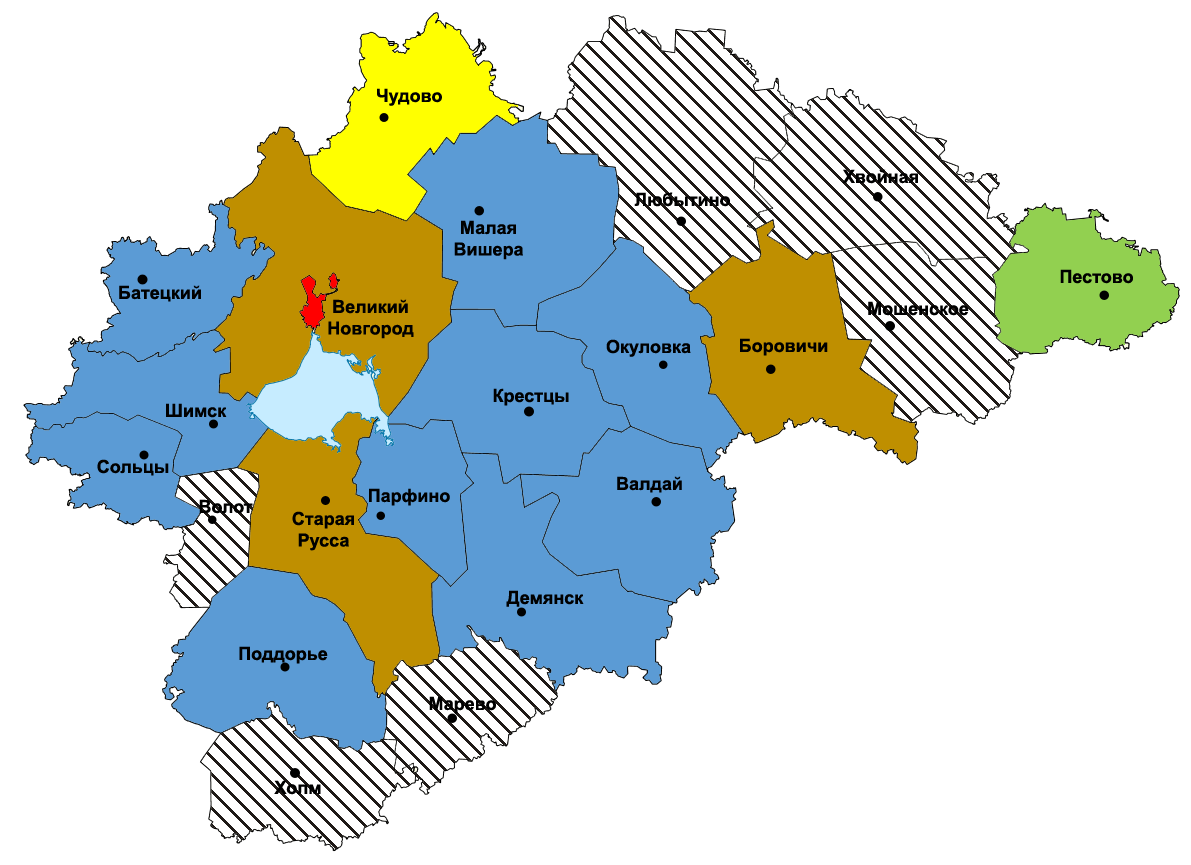 Чудово
Хвойная
Любытино
Малая
Вишера
Пестово
Батецкий
Великий
Новгород
Мошенское
Окуловка
Боровичи
Крестцы
Шимск
Сольцы
Валдай
Парфино
Волот
Старая
Русса
Демянск
Поддорье
Марево
Холм